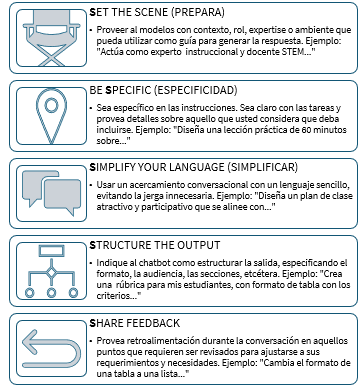 SET THE SCENE (PREPARA)
• Proveer al modelos con contexto, rol, expertise o ambiente que
pueda utilizar como guía para generar la respuesta. Ejemplo:
"Actúa como experto instruccional y docente STEM..."
BE SPECIFIC (ESPECIFICIDAD)
• Sea específico en las instrucciones. Sea claro con las tareas y
provea detalles sobre aquello que usted considera que deba
incluirse. Ejemplo: "Diseña una lección práctica de 60 minutos
sobre..."
SIMPLIFY YOUR LANGUAGE (SIMPLIFICAR)
• Usar un acercamiento conversacional con un lenguaje sencillo,
evitando la jerga innecesaria. Ejemplo: "Diseña un plan de clase
atractivo y participativo que se alinee con..."
STRUCTURE THE OUTPUT
• Indique al chatbot como estructurar la salida, especificando el
formato, la audiencia, las secciones, etcétera. Ejemplo: "Crea
una rúbrica para mis estudiantes, con formato de tabla con los
criterios..."
SHARE FEEDBACK
• Provea retroalimentación durante la conversación en aquellos
puntos que requieren ser revisados para ajustarse a sus
requerimientos y necesidades. Ejemplo: "Cambia el formato de
una tabla a una lista..."